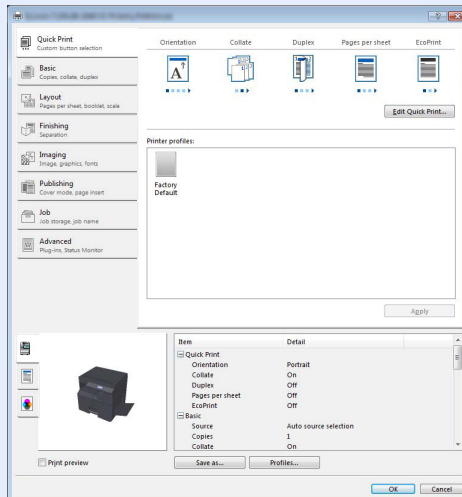 Quick Print
Custom button selection
Basic
Copies, collate, duplex
Layout
Pages per sheet, booklet, scale
Finishing
Separation
Imaging
Image, graphics, fonts
Publishing
Cover mode, page insert
Job
Job storage, job name
Advanced
Plug-ins, Status Monitor
Orientation Collate Duplex Pages per sheet EcoPrint
A
Edit Quick Print...
Printer profiles:
Factory
Default
Apply
Item Detail
Quick Print
Orientation Portrait
Collate On
Duplex Off
Pages per sheet Off
EcoPrint Off
Basic
Source Auto source selection
Copies 1
Collate On
Print preview
Save as... Profiles...
OK Cancel